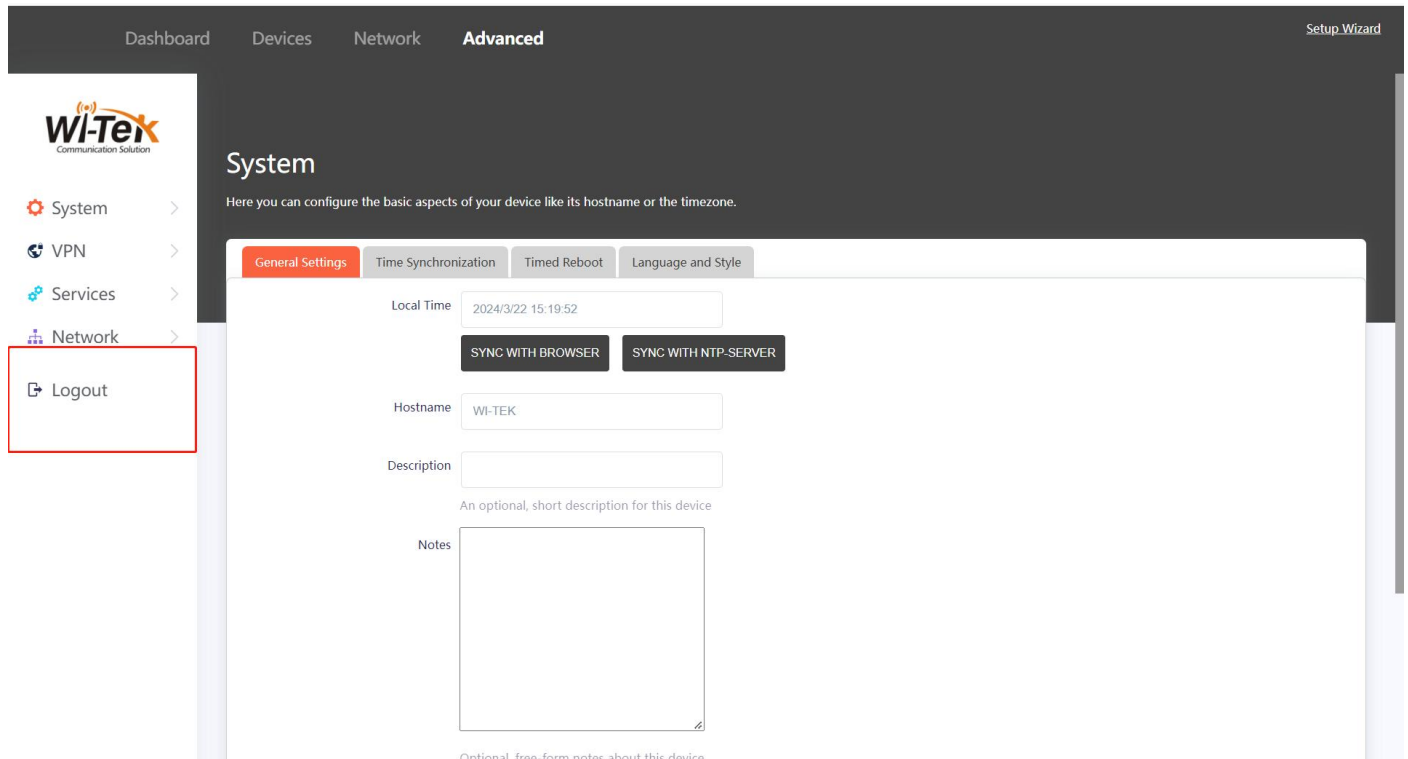 Dashboard Devices Network Advanced
Setup Wizard
WI-TEK
Communication Solution
System
VPN
Services
Network
Logout
System
Here you can configure the basic aspects of your device like its hostname or the timezone.
General Settings Time Synchronization Timed Reboot Language and Style
Local Time 2024/3/22 15:19:52
SYNC WITH BROWSER SYNC WITH NTP-SERVER
Hostname WI-TEK
Description
An optional, short description for this device
Notes
Optional, free-form notes about this device